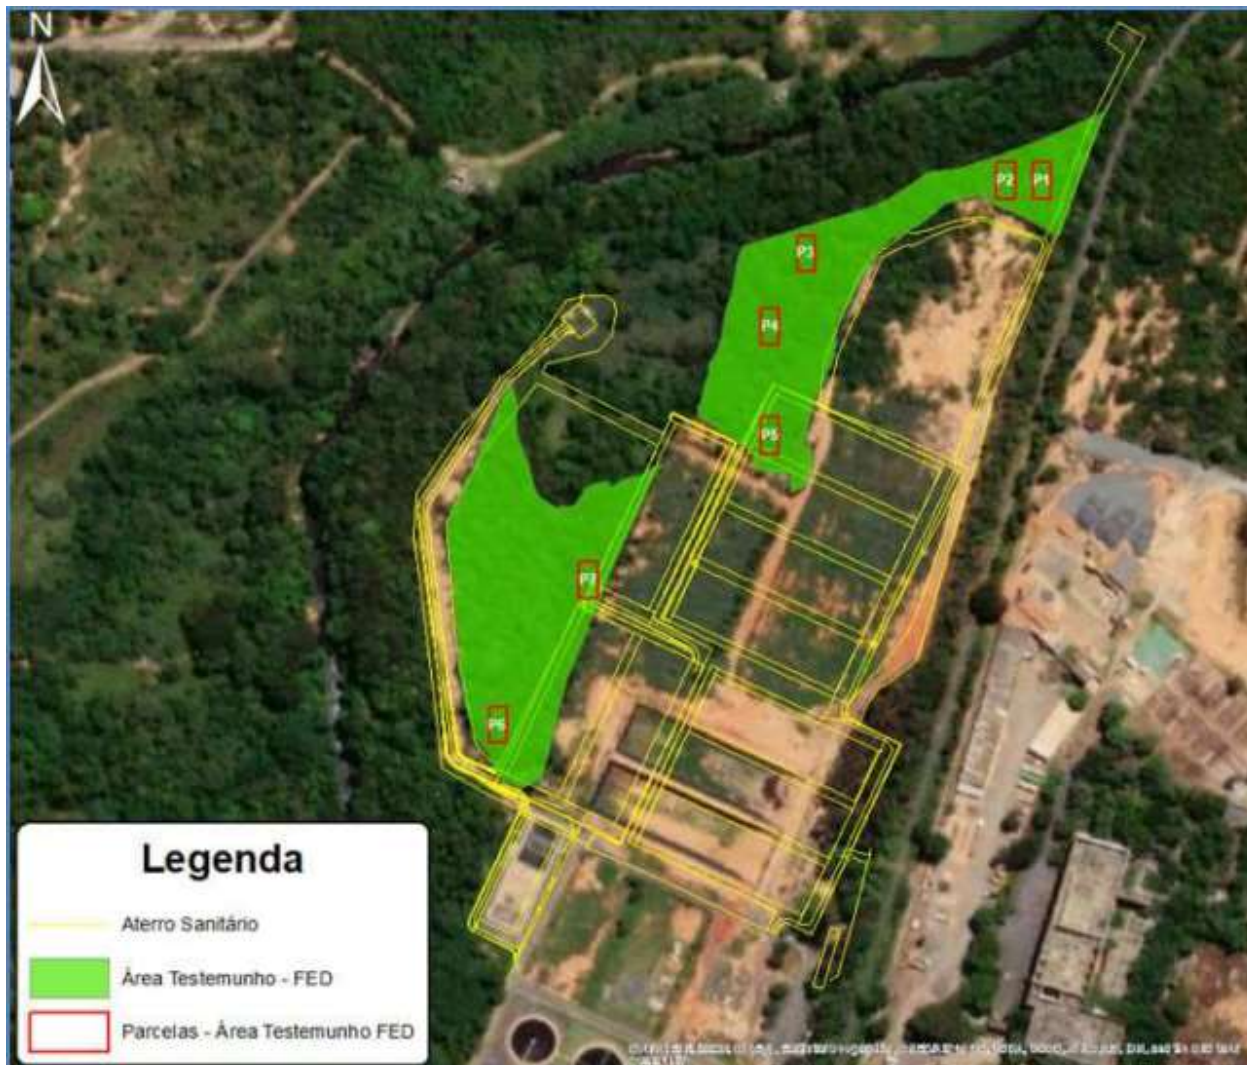 N
P2
P1
P3
P4
P5
P7
P6
Legenda
Aterro Sanitário
Área Testemunho - FED
Parcelas - Área Testemunho FED